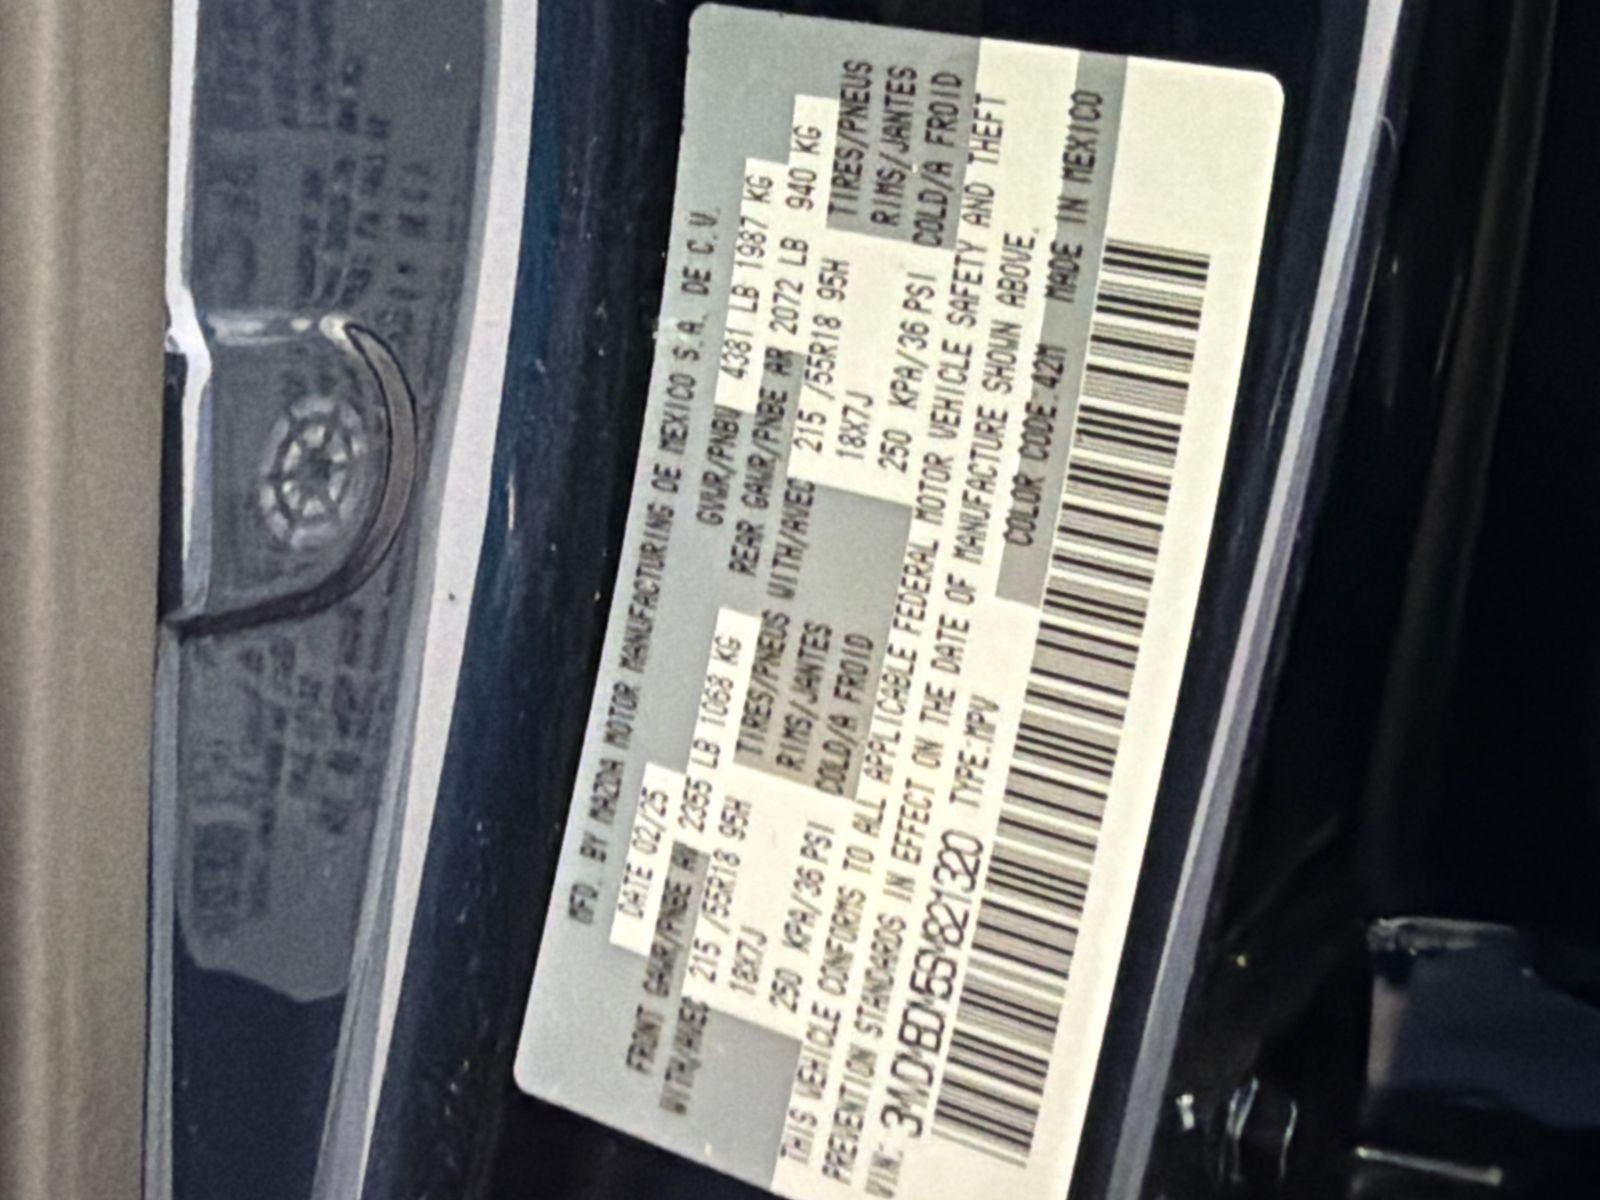 MFD. BY MAZDA MOTOR MANUFACTURING DE MEXICO S.A. DE C.V.
DATE 02/25 GVWR/PNBV 4381 LB 1987 KG
FRONT GAWR/PNBE AV 2355 LB 1068 KG REAR GAWR/PNBE AR 2072 LB 940 KG
WITH/AVEC 215 /55R18 95H TIRES/PNEUS WITH/AVEC 215 /55R18 95H TIRES/PNEUS
18X7J RIMS/JANTES 18X7J RIMS/JANTES
250 KPA/36 PSI COLD/A FROID 250 KPA/36 PSI COLD/A FROID
THIS VEHICLE CONFORMS TO ALL APPLICABLE FEDERAL MOTOR VEHICLE SAFETY AND THEFT
PREVENTION STANDARDS IN EFFECT ON THE DATE OF MANUFACTURE SHOWN ABOVE.
VIN: TYPE:MPV COLOR CODE:42M MADE IN MEXICO